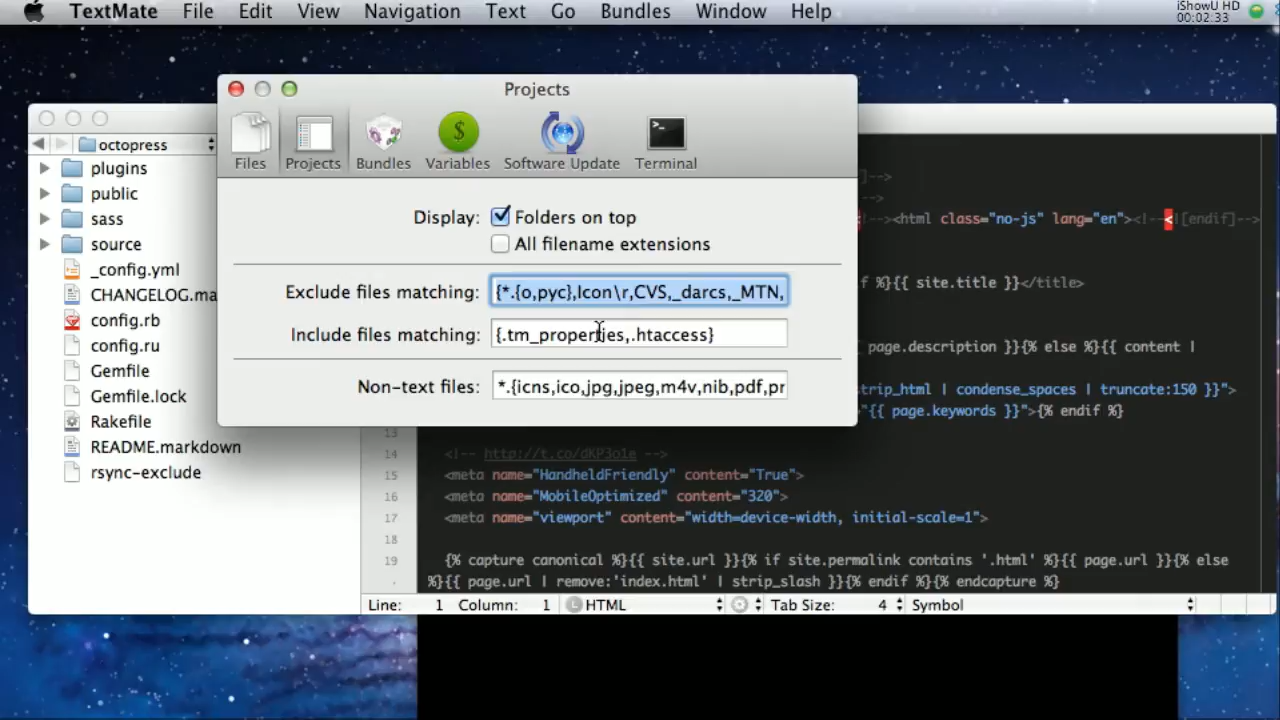 TextMate File Edit View Navigation Text Go Bundles Window Help
iShowU HD
00:02.33
Projects
Files Projects Bundles Variables Software Update Terminal
Display: Folders on top
All filename extensions
Exclude files matching: {*.{o,pyc},Icon\r,CVS,_darcs,_MTN,
Include files matching: {.tm_properties,.htaccess}
Non-text files: *.{icns,ico,jpg,jpeg,m4v,nib,pdf,pr
octopress
plugins
public
sass
source
_config.yml
CHANGELOG.ma
config.rb
config.ru
Gemfile
Gemfile.lock
Rakefile
README.markdown
rsync-exclude
]-->
-->
!--><html class="no-js" lang="en"><!--<![endif]-->
f %}{{ site.title }}</title>
page.description }}{% else %}{{ content |
strip_html | condense_spaces | truncate:150 }}">
"{{ page.keywords }}">{% endif %}
13
14 <!-- http://t.co/dKP3o1e -->
15 <meta name="HandheldFriendly" content="True">
16 <meta name="MobileOptimized" content="320">
17 <meta name="viewport" content="width=device-width, initial-scale=1">
18
19 {% capture canonical %}{{ site.url }}{% if site.permalink contains '.html' %}{{ page.url }}{% else
%}{{ page.url | remove:'index.html' | strip_slash }}{% endif %}{% endcapture %}
Line: 1 Column: 1 L HTML Tab Size: 4 Symbol